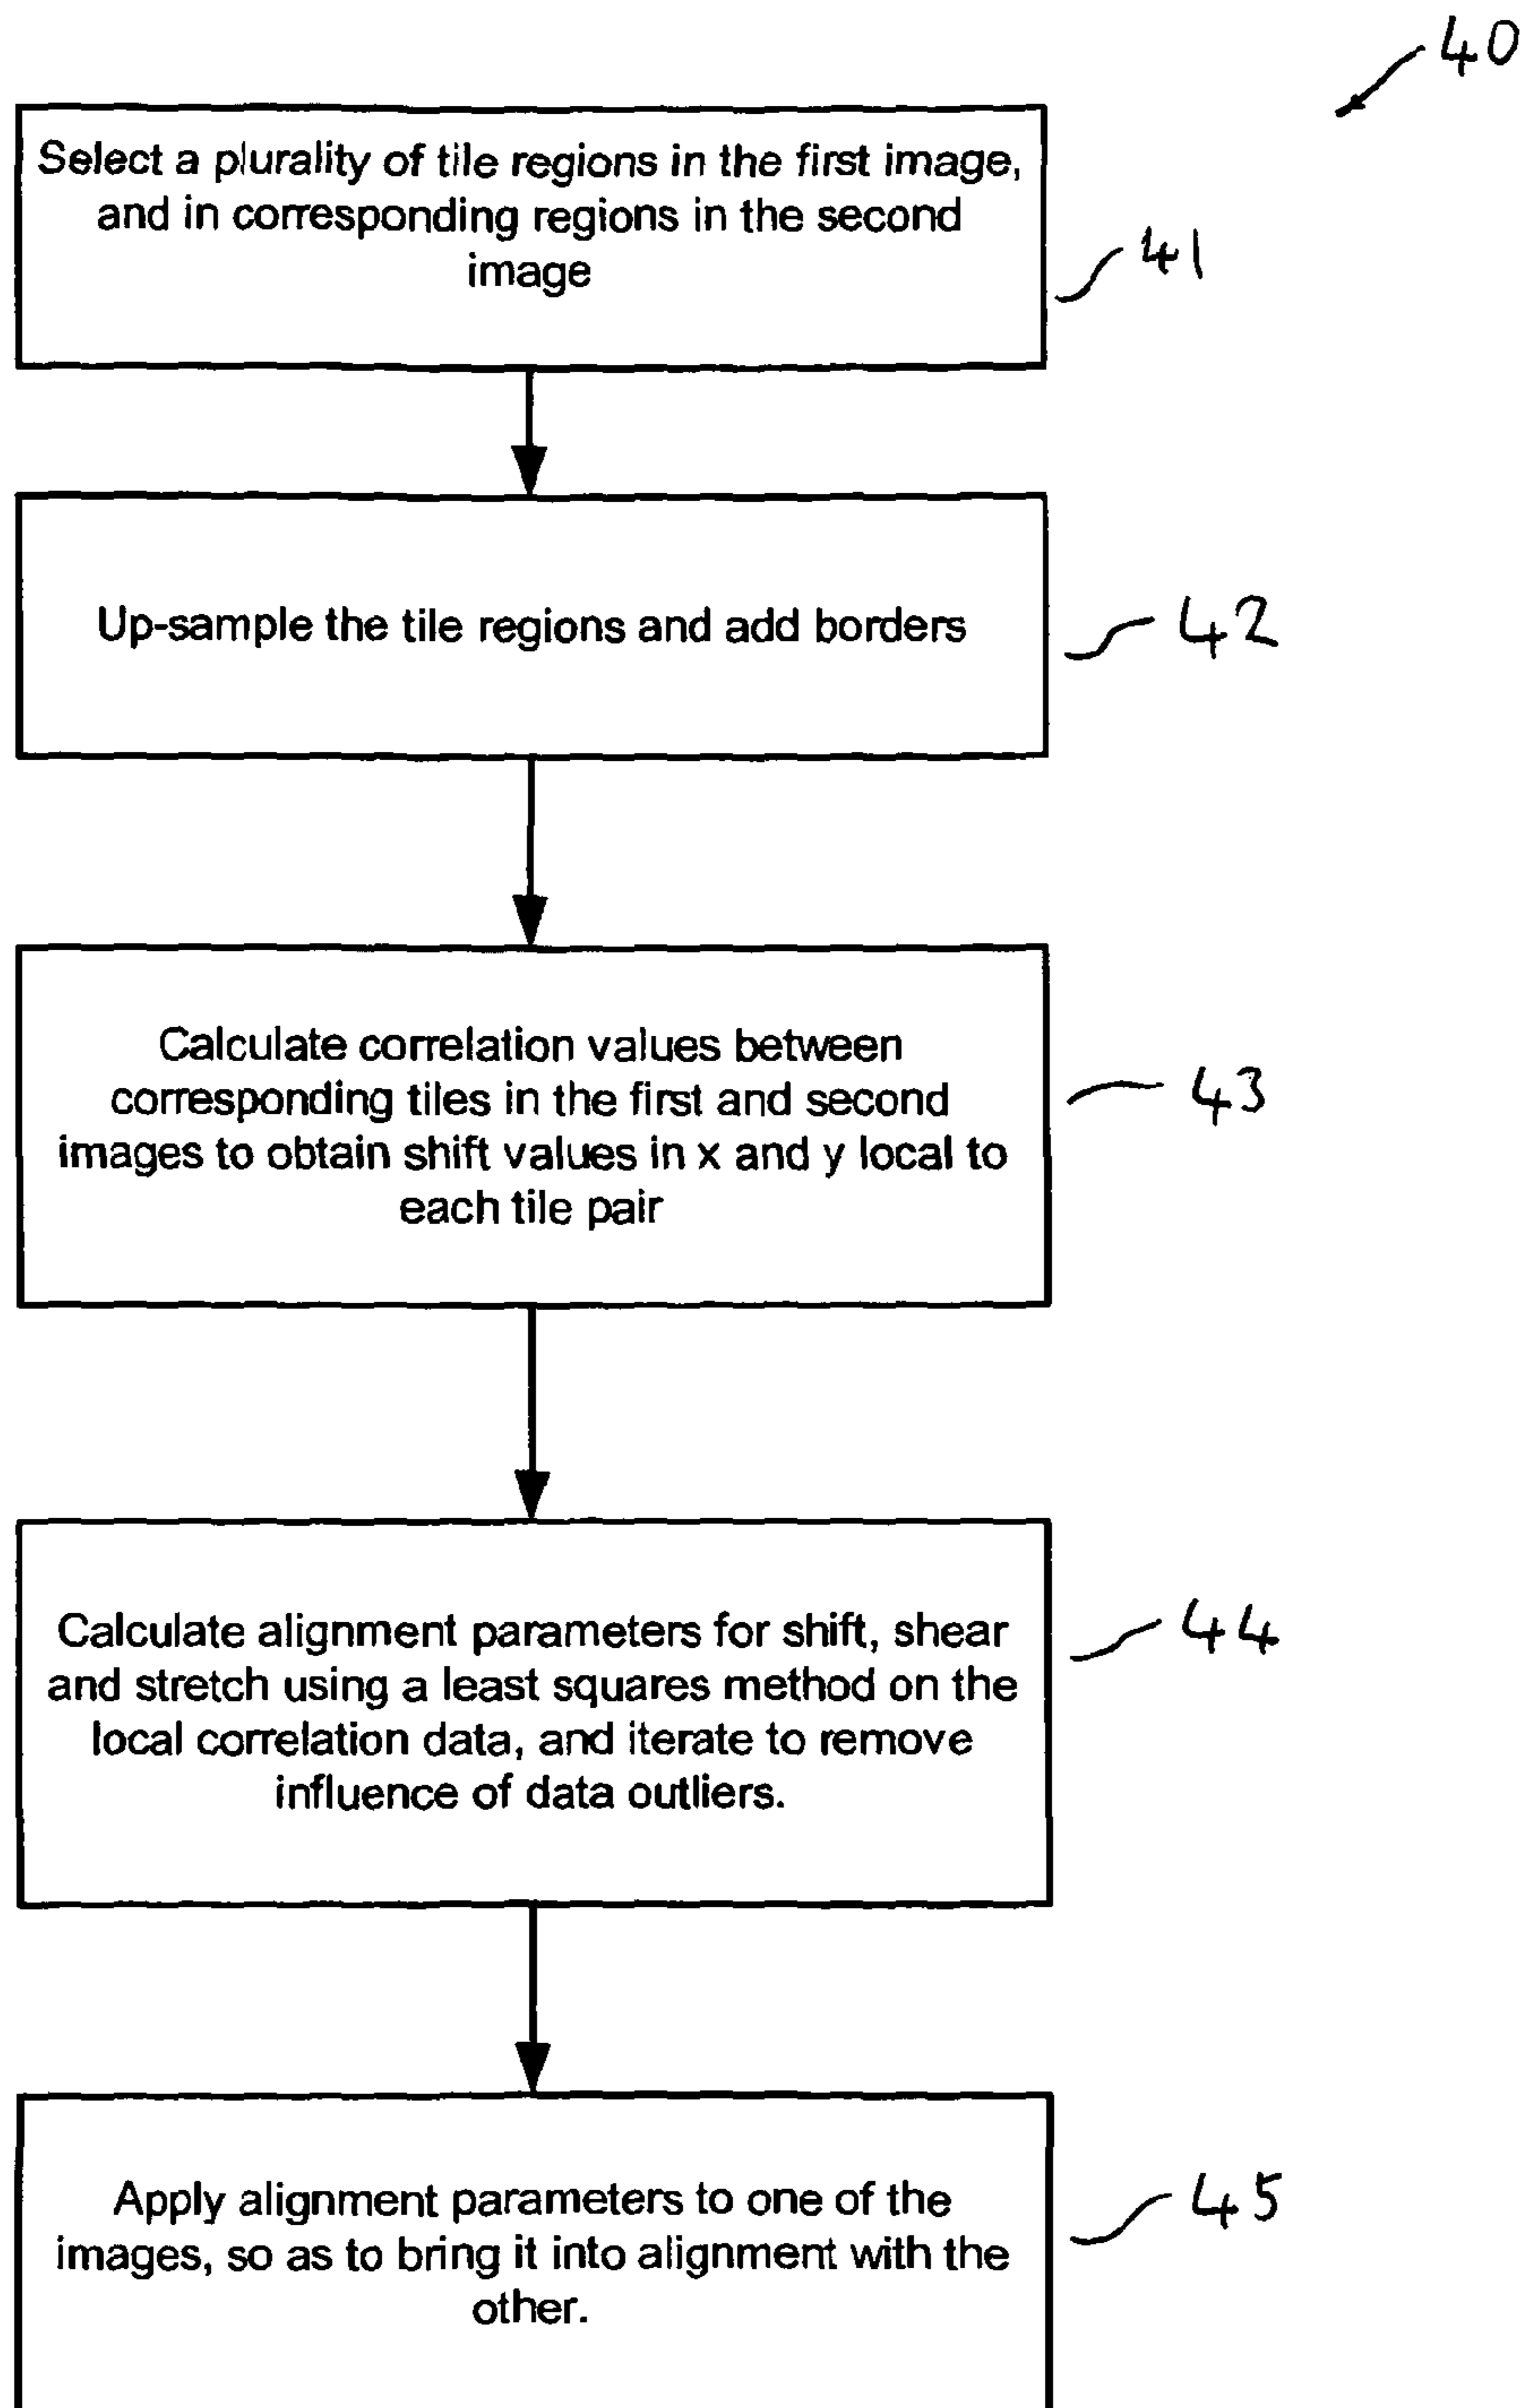 40
Select a plurality of tile regions in the first image,
and in corresponding regions in the second
image
41
Up-sample the tile regions and add borders
42
Calculate correlation values between
corresponding tiles in the first and second
images to obtain shift values in x and y local to
each tile pair
43
Calculate alignment parameters for shift, shear
and stretch using a least squares method on the
local correlation data, and iterate to remove
influence of data outliers.
44
Apply alignment parameters to one of the
images, so as to bring it into alignment with the
other.
45